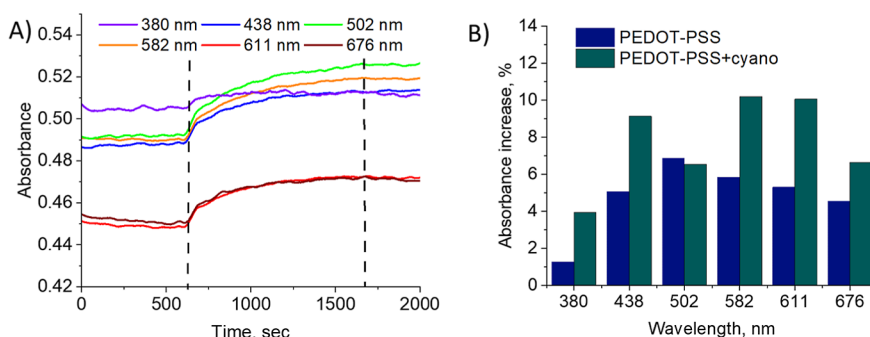 A)
380 nm 438 nm 502 nm
582 nm 611 nm 676 nm
0.54
0.52
0.50
0.48
0.46
0.44
0.42
Absorbance
0 500 1000 1500 2000
Time, sec
B)
PEDOT-PSS
PEDOT-PSS+cyano
14
12
10
8
6
4
2
0
Absorbance increase, %
380 438 502 582 611 676
Wavelength, nm